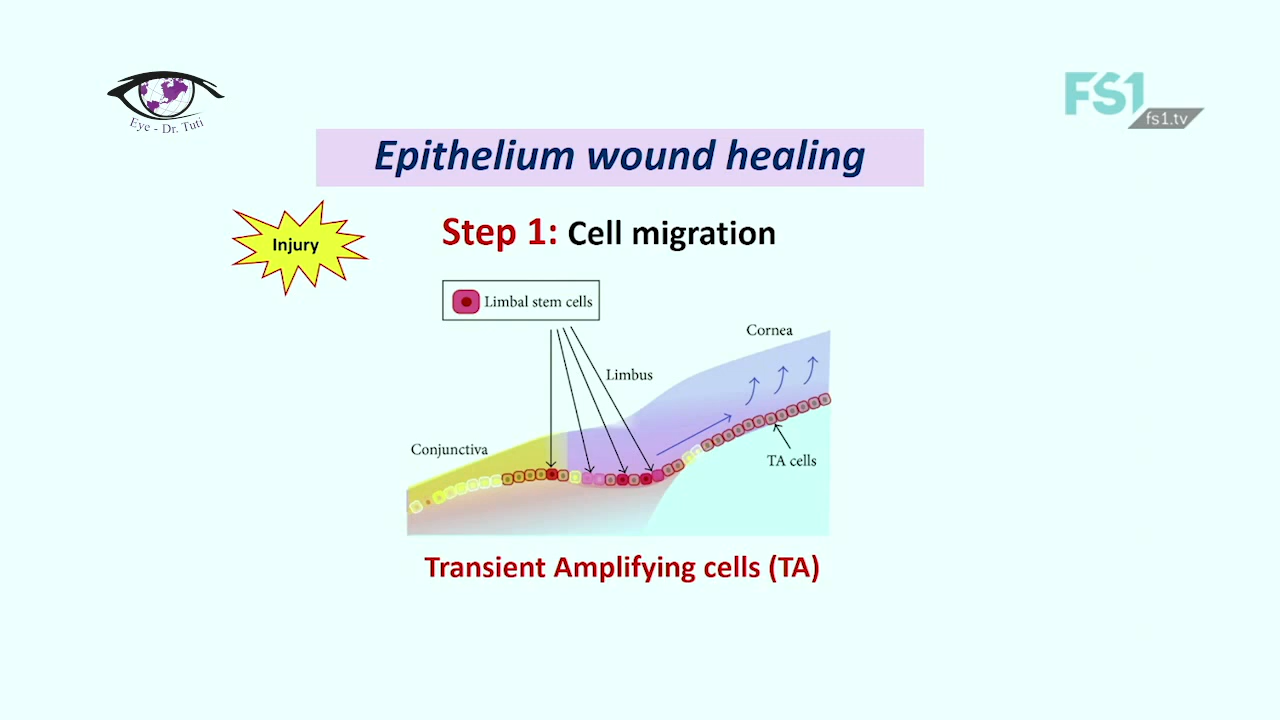 Eye - Dr. Tuti
FS1
fs1.tv
Epithelium wound healing
Injury
Step 1: Cell migration
Limbal stem cells
Cornea
Limbus
Conjunctiva
TA cells
Transient Amplifying cells (TA)